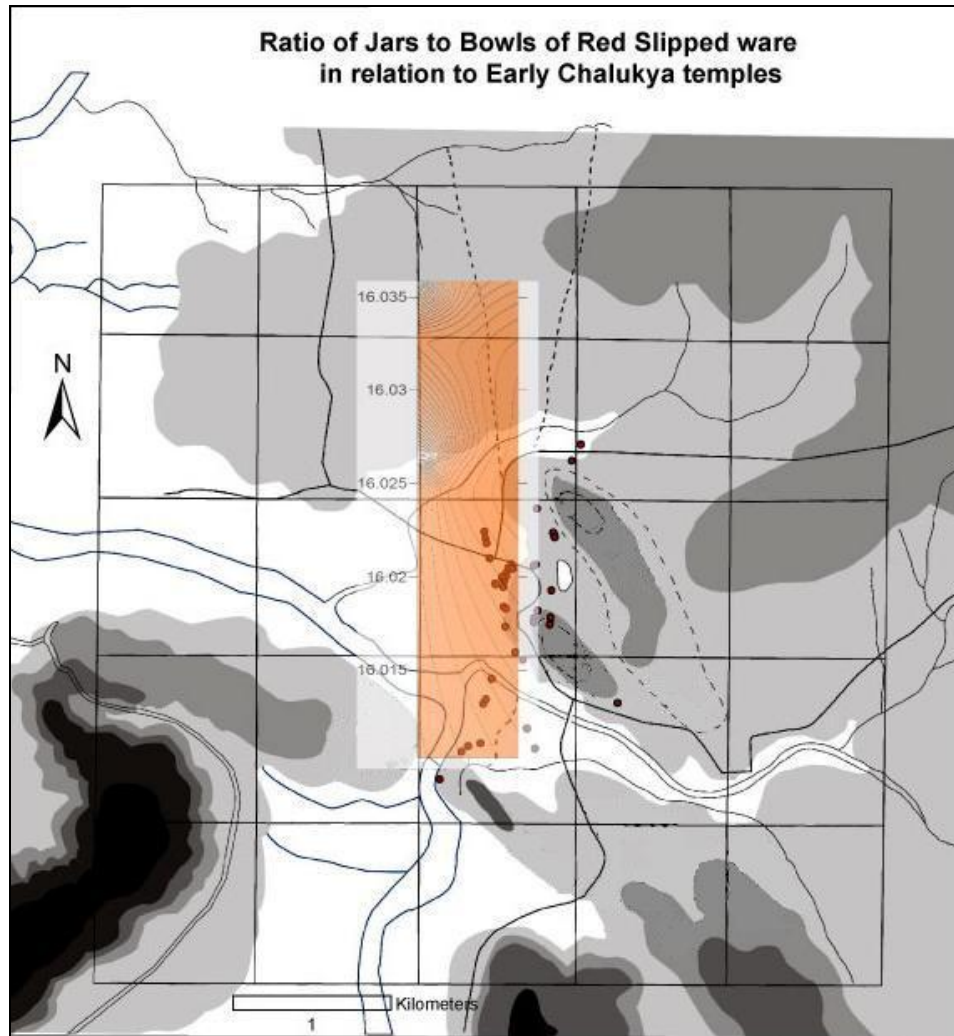 Ratio of Jars to Bowls of Red Slipped ware
in relation to Early Chalukya temples
16.035
N
16.03
16.025
16.02
16.015
Kilometers
1